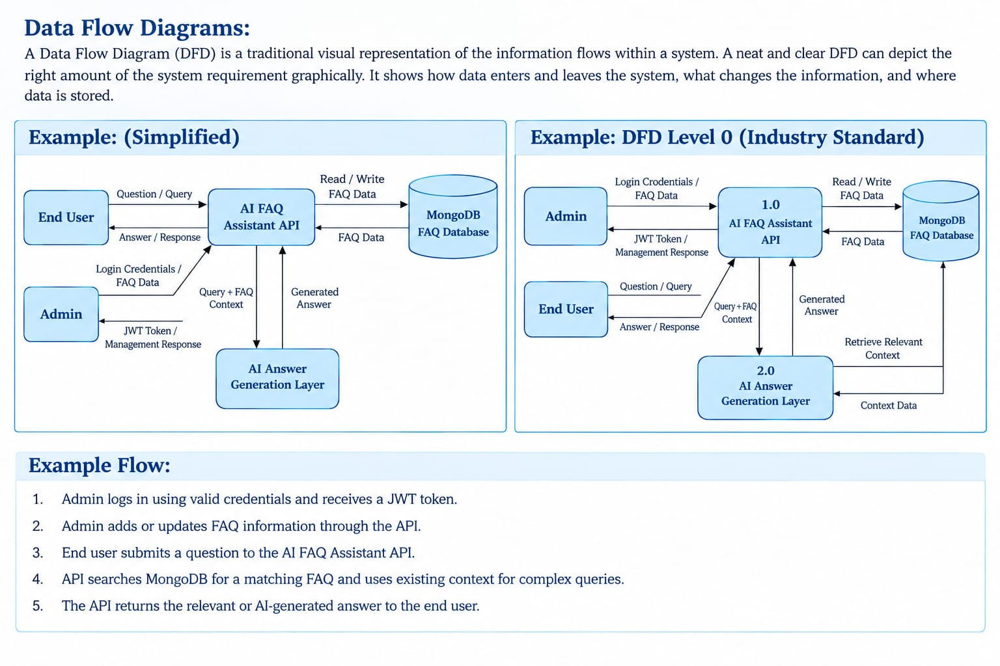 Data Flow Diagrams:
A Data Flow Diagram (DFD) is a traditional visual representation of the information flows within a system. A neat and clear DFD can depict the
right amount of the system requirement graphically. It shows how data enters and leaves the system, what changes the information, and where
data is stored.
Example: (Simplified)
End User
Question / Query
Answer / Response
AI FAQ
Assistant API
Read / Write
FAQ Data
FAQ Data
MongoDB
FAQ Database
Login Credentials /
FAQ Data
Admin
JWT Token /
Management Response
Query + FAQ
Context
Generated
Answer
AI Answer
Generation Layer
Example: DFD Level 0 (Industry Standard)
Admin
Login Credentials /
FAQ Data
JWT Token /
Management Response
1.0
AI FAQ Assistant
API
Read / Write
FAQ Data
FAQ Data
MongoDB
FAQ Database
End User
Question / Query
Answer / Response
Query + FAQ
Context
Generated
Answer
Retrieve Relevant
Context
2.0
AI Answer
Generation Layer
Context Data
Example Flow:
1. Admin logs in using valid credentials and receives a JWT token.
2. Admin adds or updates FAQ information through the API.
3. End user submits a question to the AI FAQ Assistant API.
4. API searches MongoDB for a matching FAQ and uses existing context for complex queries.
5. The API returns the relevant or AI-generated answer to the end user.